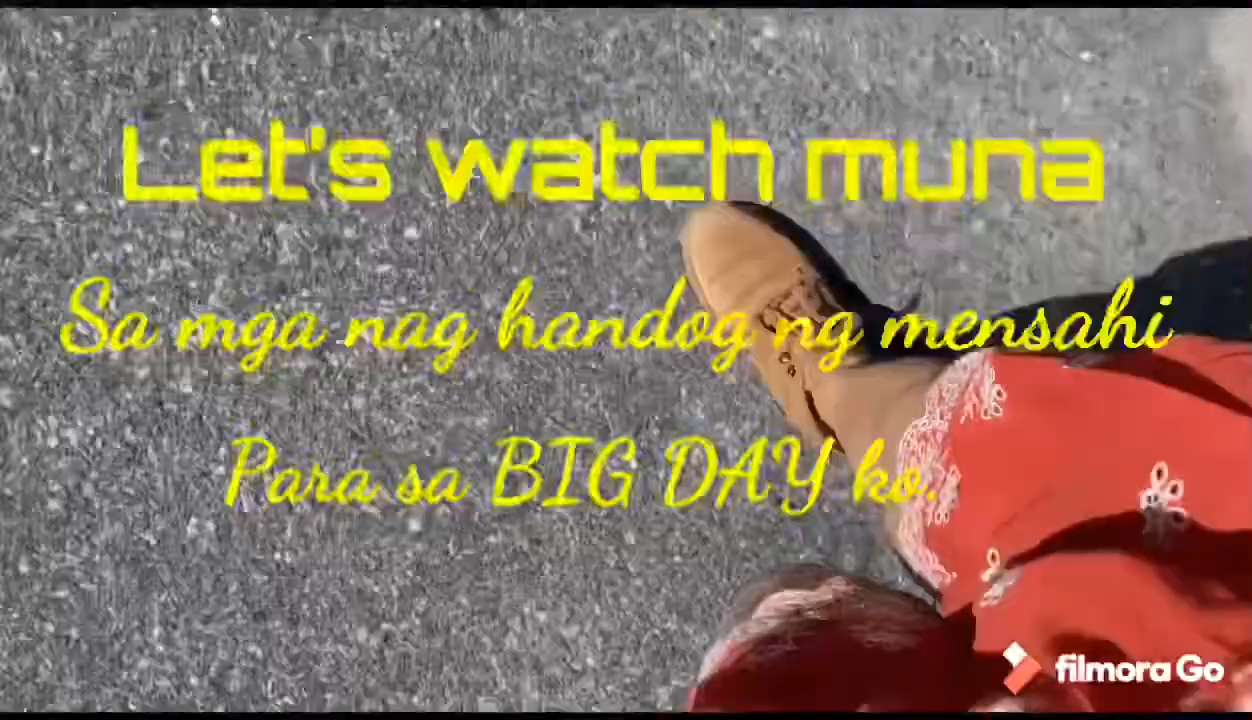 Let's watch muna
Sa mga nag handog ng mensahi
Para sa BIG DAY ko.
filmora Go